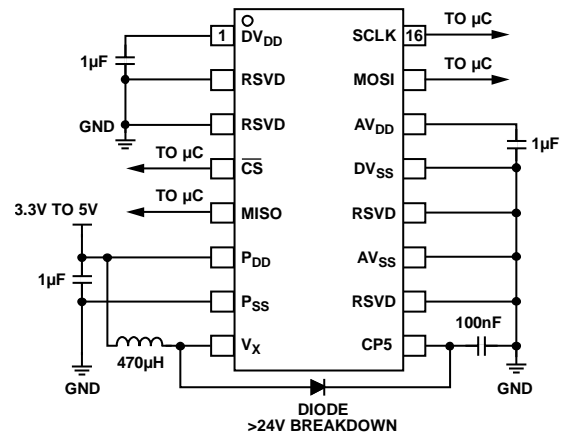 1 DVDD
SCLK 16
TO µC
1µF
RSVD
MOSI
TO µC
RSVD
AVDD
GND
1µF
TO µC
CS
DVSS
TO µC
MISO
RSVD
3.3V TO 5V
PDD
AVSS
1µF
PSS
RSVD
100nF
VX
CP5
470µH
GND
GND
DIODE
>24V BREAKDOWN